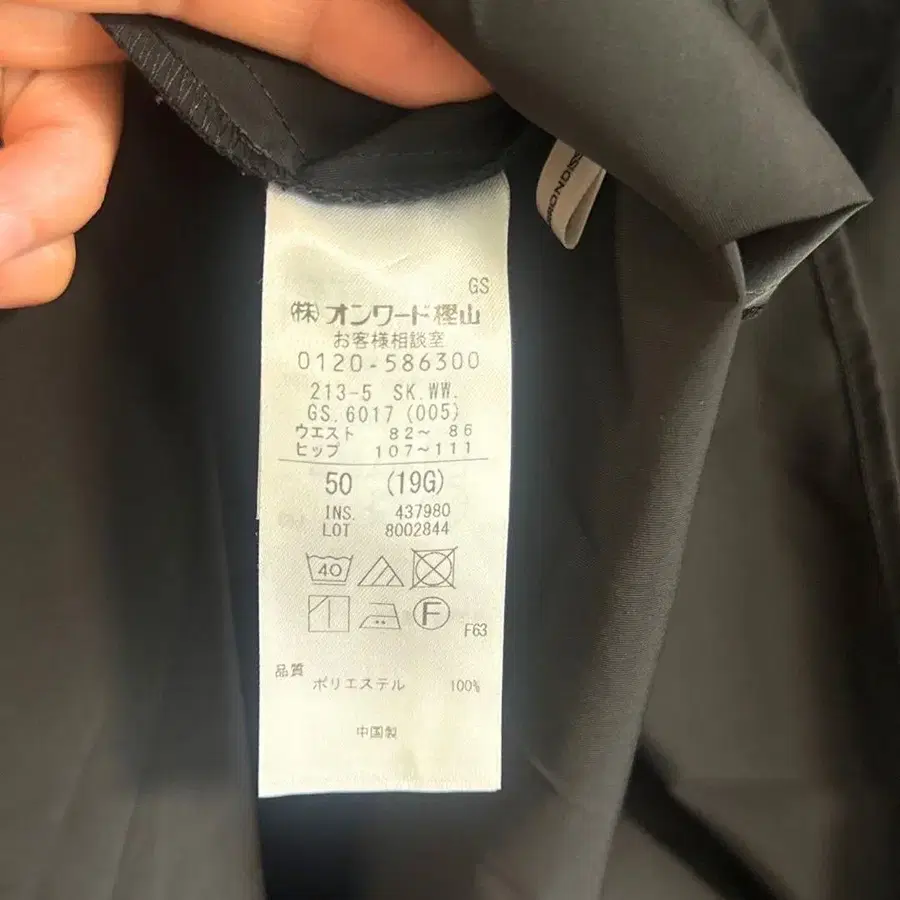 GS
㈱オンワード樫山
お客様相談室
0120-586300
213-5 SK.WW.
GS.6017 (005)
ウエスト 82～ 86
ヒップ 107～111
50 (19G)
INS. 437980
LOT 8002844
40
F
F63
品質
ポリエステル 100%
中国製